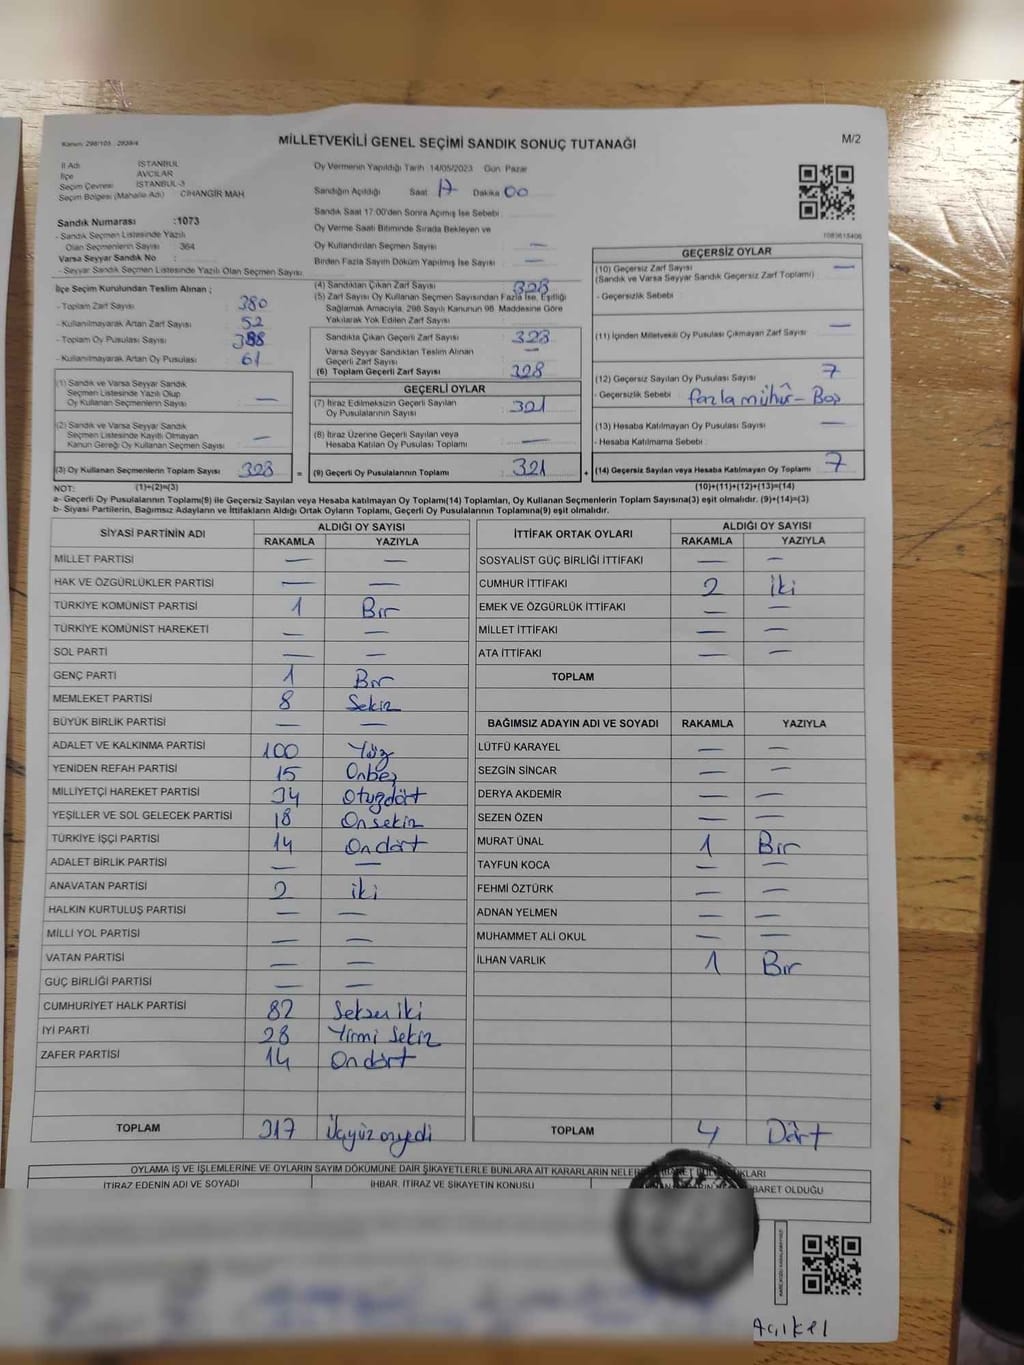 Kanun: 298/105 - 2839/4
MİLLETVEKİLİ GENEL SEÇİMİ SANDIK SONUÇ TUTANAĞI
M/2
İl Adı İSTANBUL
İlçe AVCILAR
Seçim Çevresi İSTANBUL-3
Seçim Bölgesi (Mahalle Adı) CİHANGİR MAH
Sandık Numarası :1073
- Sandık Seçmen Listesinde Yazılı
Olan Seçmenlerin Sayısı : 364
Varsa Seyyar Sandık No :
- Seyyar Sandık Seçmen Listesinde Yazılı Olan Seçmen Sayısı:
Oy Vermenin Yapıldığı Tarih 14/05/2023 Gün Pazar
Sandığın Açıldığı Saat 17 Dakika 00
Sandık Saat 17:00'den Sonra Açılmış İse Sebebi
Oy Verme Saati Bitiminde Sırada Bekleyen ve
Oy Kullandırılan Seçmen Sayısı —
Birden Fazla Sayım Döküm Yapılmış İse Sayısı —
İlçe Seçim Kurulundan Teslim Alınan ;
- Toplam Zarf Sayısı 380
- Kullanılmayarak Artan Zarf Sayısı 52
- Toplam Oy Pusulası Sayısı 388
- Kullanılmayarak Artan Oy Pusulası 61
(1) Sandık ve Varsa Seyyar Sandık
Seçmen Listesinde Yazılı Olup
Oy Kullanan Seçmenlerin Sayısı —
(2) Sandık ve Varsa Seyyar Sandık
Seçmen Listesinde Kayıtlı Olmayan
Kanun Gereği Oy Kullanan Seçmen Sayısı —
(3) Oy Kullanan Seçmenlerin Toplam Sayısı 328
(4) Sandıktan Çıkan Zarf Sayısı 328
(5) Zarf Sayısı Oy Kullanan Seçmen Sayısından Fazla İse, Eşitliği
Sağlamak Amacıyla, 298 Sayılı Kanunun 98. Maddesine Göre
Yakılarak Yok Edilen Zarf Sayısı
Sandıkta Çıkan Geçerli Zarf Sayısı 328
Varsa Seyyar Sandıktan Teslim Alınan
Geçerli Zarf Sayısı —
(6) Toplam Geçerli Zarf Sayısı 328
GEÇERLİ OYLAR
(7) İtiraz Edilmeksizin Geçerli Sayılan
Oy Pusulalarının Sayısı 321
(8) İtiraz Üzerine Geçerli Sayılan veya
Hesaba Katılan Oy Pusulası Toplamı —
= (9) Geçerli Oy Pusulalarının Toplamı 321 +
1083615406
GEÇERSİZ OYLAR
(10) Geçersiz Zarf Sayısı —
(Sandık ve Varsa Seyyar Sandık Geçersiz Zarf Toplamı)
- Geçersizlik Sebebi
(11) İçinden Milletvekili Oy Pusulası Çıkmayan Zarf Sayısı —
(12) Geçersiz Sayılan Oy Pusulası Sayısı 7
- Geçersizlik Sebebi fazla mühür - Boş
(13) Hesaba Katılmayan Oy Pusulası Sayısı —
- Hesaba Katılmama Sebebi
(14) Geçersiz Sayılan veya Hesaba Katılmayan Oy Toplamı 7
NOT: (1)+(2)=(3) (10)+(11)+(12)+(13)=(14)
a- Geçerli Oy Pusulalarının Toplamı(9) ile Geçersiz Sayılan veya Hesaba katılmayan Oy Toplamı(14) Toplamları, Oy Kullanan Seçmenlerin Toplam Sayısına(3) eşit olmalıdır. (9)+(14)=(3)
b- Siyasi Partilerin, Bağımsız Adayların ve İttifakların Aldığı Ortak Oyların Toplamı, Geçerli Oy Pusulalarının Toplamına(9) eşit olmalıdır.
SİYASİ PARTİNİN ADI ALDIĞI OY SAYISI
RAKAMLA YAZIYLA
MİLLET PARTİSİ — —
HAK VE ÖZGÜRLÜKLER PARTİSİ — —
TÜRKİYE KOMÜNİST PARTİSİ 1 Bir
TÜRKİYE KOMÜNİST HAREKETİ — —
SOL PARTİ — —
GENÇ PARTİ 1 Bir
MEMLEKET PARTİSİ 8 Sekiz
BÜYÜK BİRLİK PARTİSİ — —
ADALET VE KALKINMA PARTİSİ 100 Yüz
YENİDEN REFAH PARTİSİ 15 Onbeş
MİLLİYETÇİ HAREKET PARTİSİ 34 Otuzdört
YEŞİLLER VE SOL GELECEK PARTİSİ 18 Onsekiz
TÜRKİYE İŞÇİ PARTİSİ 14 Ondört
ADALET BİRLİK PARTİSİ — —
ANAVATAN PARTİSİ 2 iki
HALKIN KURTULUŞ PARTİSİ — —
MİLLİ YOL PARTİSİ — —
VATAN PARTİSİ — —
GÜÇ BİRLİĞİ PARTİSİ — —
CUMHURİYET HALK PARTİSİ 82 Seksen iki
İYİ PARTİ 28 Yirmi Sekiz
ZAFER PARTİSİ 14 Ondört
TOPLAM 317 Üçyüz onyedi
İTTİFAK ORTAK OYLARI ALDIĞI OY SAYISI
RAKAMLA YAZIYLA
SOSYALİST GÜÇ BİRLİĞİ İTTİFAKI — —
CUMHUR İTTİFAKI 2 iki
EMEK VE ÖZGÜRLÜK İTTİFAKI — —
MİLLET İTTİFAKI — —
ATA İTTİFAKI — —
TOPLAM
BAĞIMSIZ ADAYIN ADI VE SOYADI RAKAMLA YAZIYLA
LÜTFÜ KARAYEL — —
SEZGİN SİNCAR — —
DERYA AKDEMİR — —
SEZEN ÖZEN — —
MURAT ÜNAL 1 Bir
TAYFUN KOCA — —
FEHMİ ÖZTÜRK — —
ADNAN YELMEN — —
MUHAMMET ALİ OKUL — —
İLHAN VARLIK 1 Bir
TOPLAM 4 Dört
OYLAMA İŞ VE İŞLEMLERİNE VE OYLARIN SAYIM DÖKÜMÜNE DAİR ŞİKAYETLERLE BUNLARA AİT KARARLARIN
İTİRAZ EDENİN ADI VE SOYADI İHBAR, İTİRAZ VE ŞİKAYETİN KONUSU İBARET OLDUĞU
Açıkel